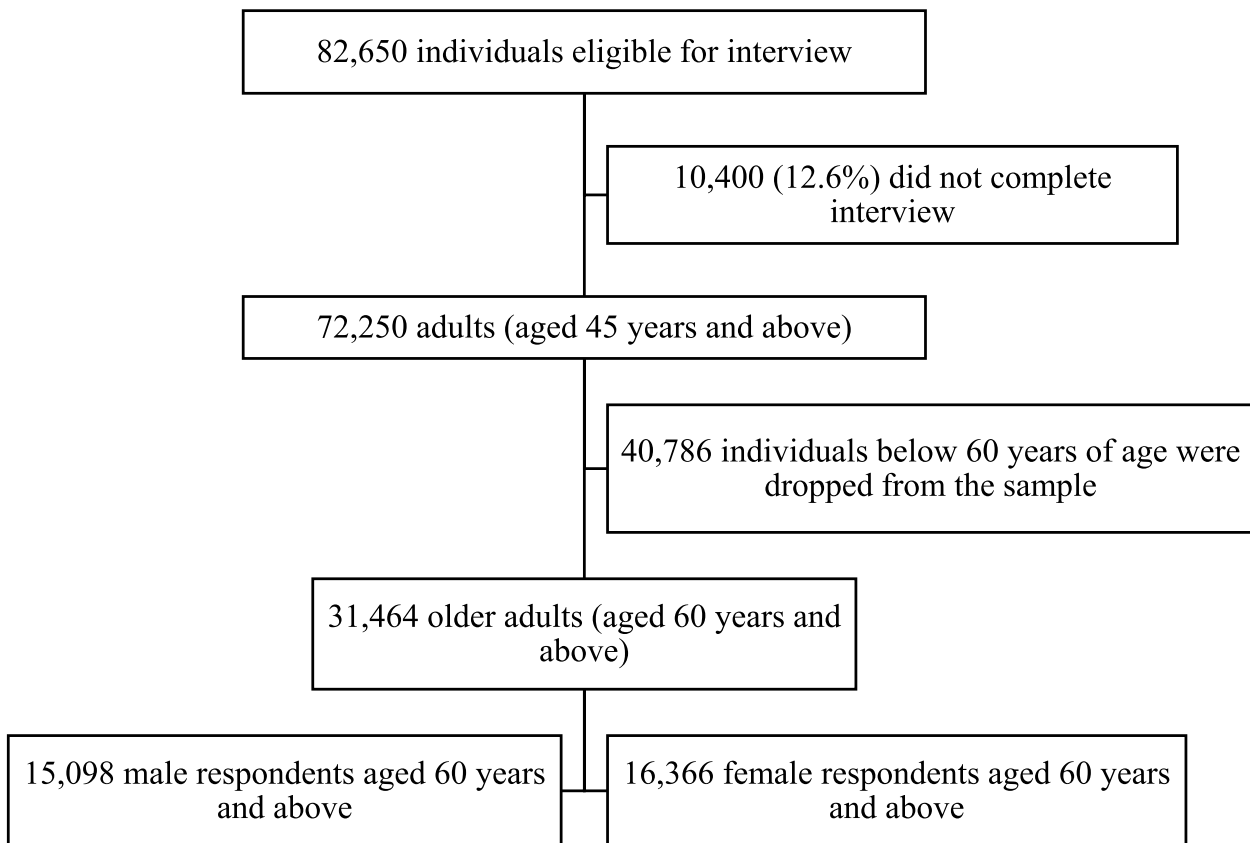 82,650 individuals eligible for interview
10,400 (12.6%) did not complete
interview
72,250 adults (aged 45 years and above)
40,786 individuals below 60 years of age were
dropped from the sample
31,464 older adults (aged 60 years and
above)
15,098 male respondents aged 60 years
and above
16,366 female respondents aged 60 years
and above